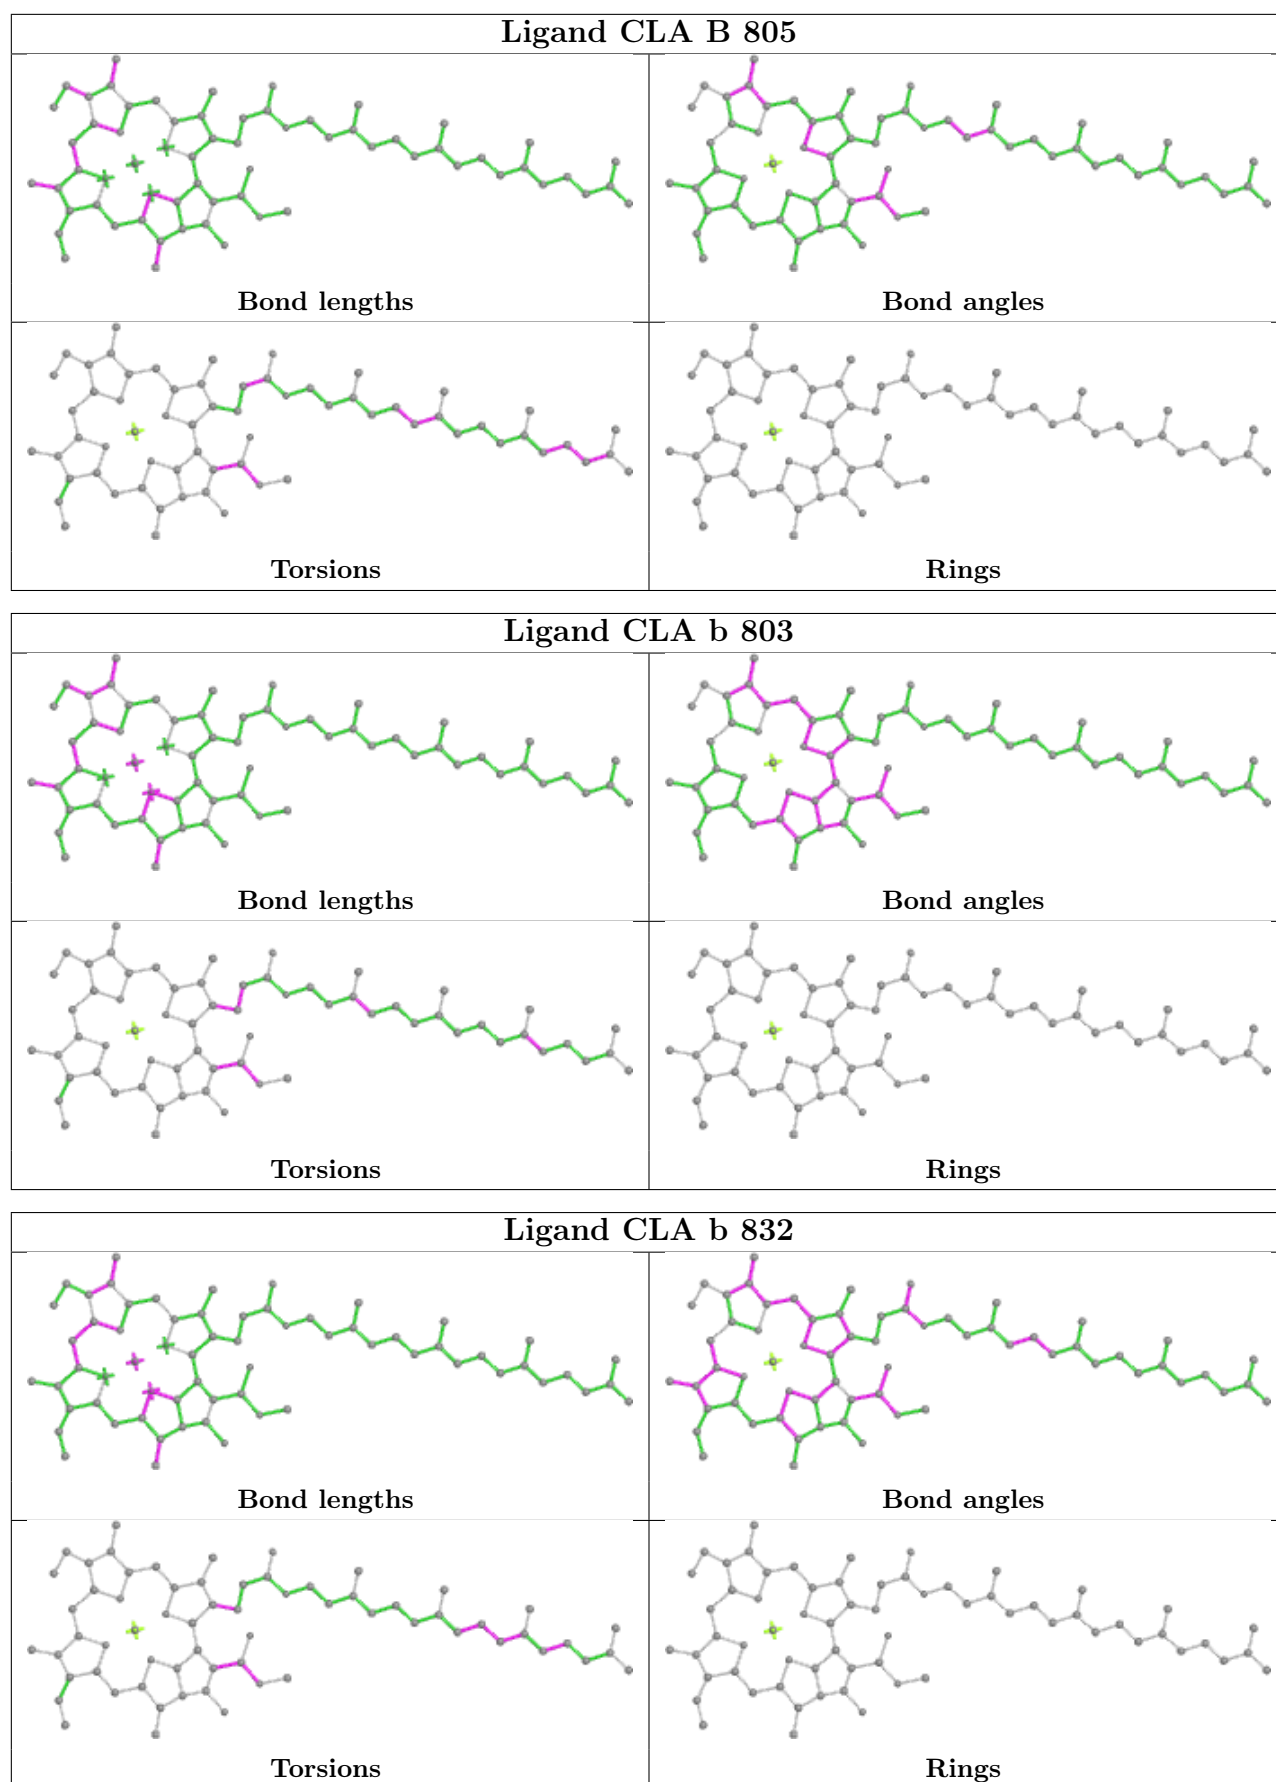 Ligand CLA B 805
Bond lengths
Bond angles
Torsions
Rings
Ligand CLA b 803
Bond lengths
Bond angles
Torsions
Rings
Ligand CLA b 832
Bond lengths
Bond angles
Torsions
Rings